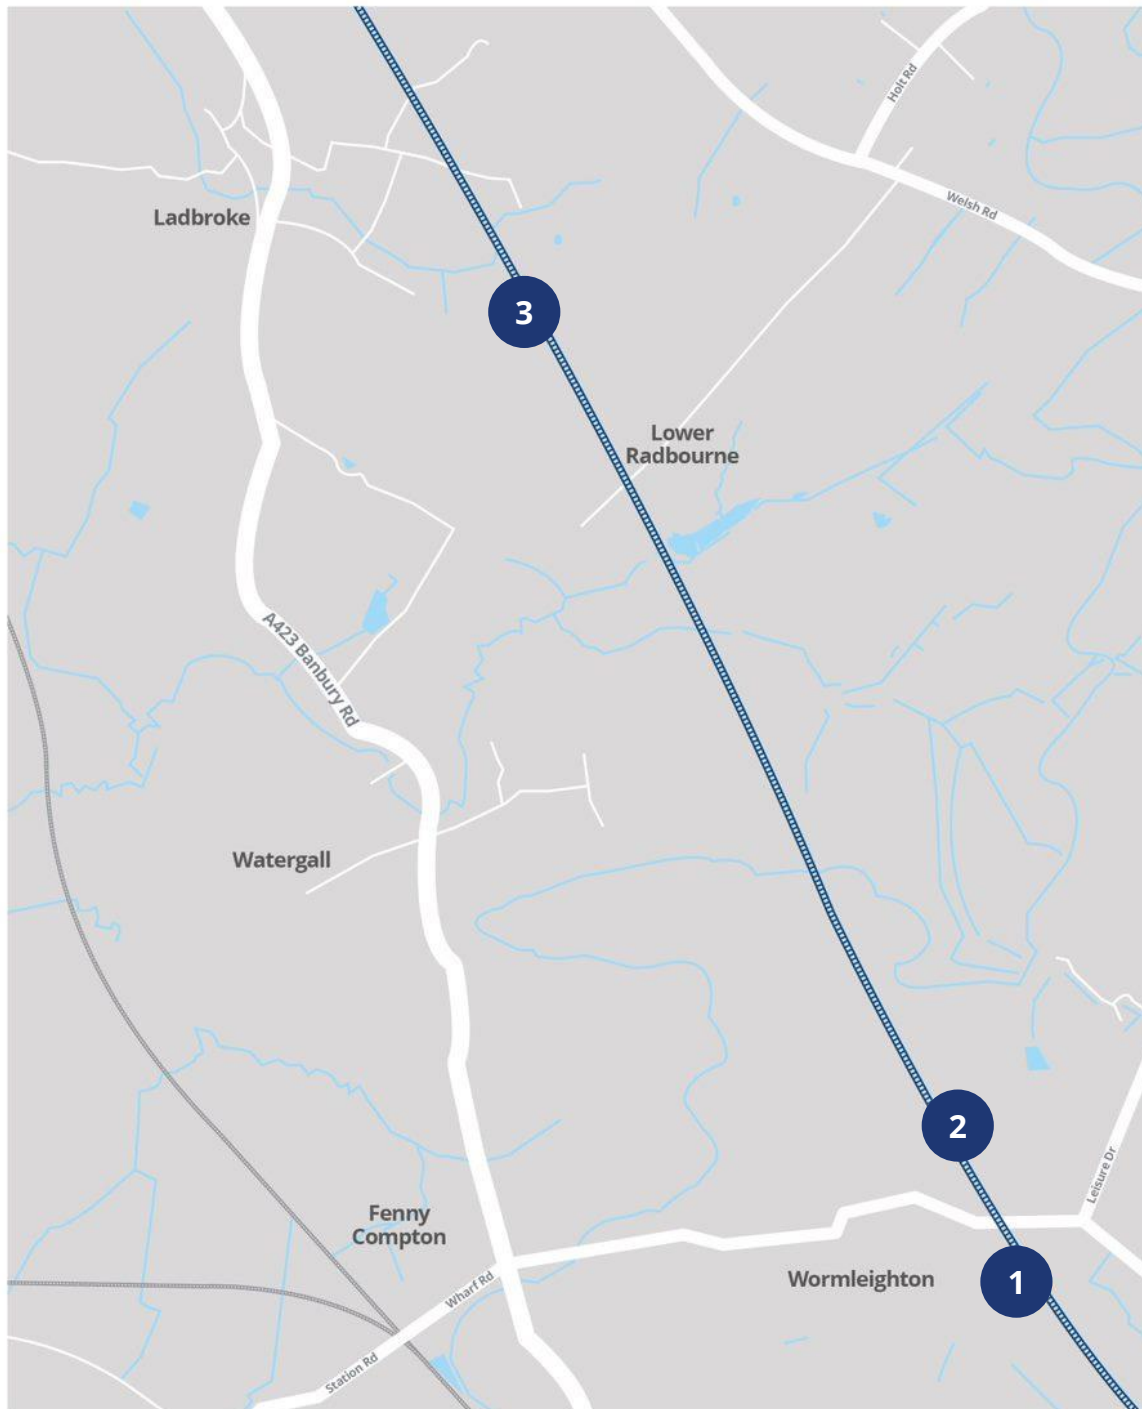 Holt Rd
Welsh Rd
Ladbroke
3
Lower
Radbourne
A423 Banbury Rd
Watergall
2
Leisure Dr
Fenny
Compton
Wormleighton
1
Wharf Rd
Station Rd